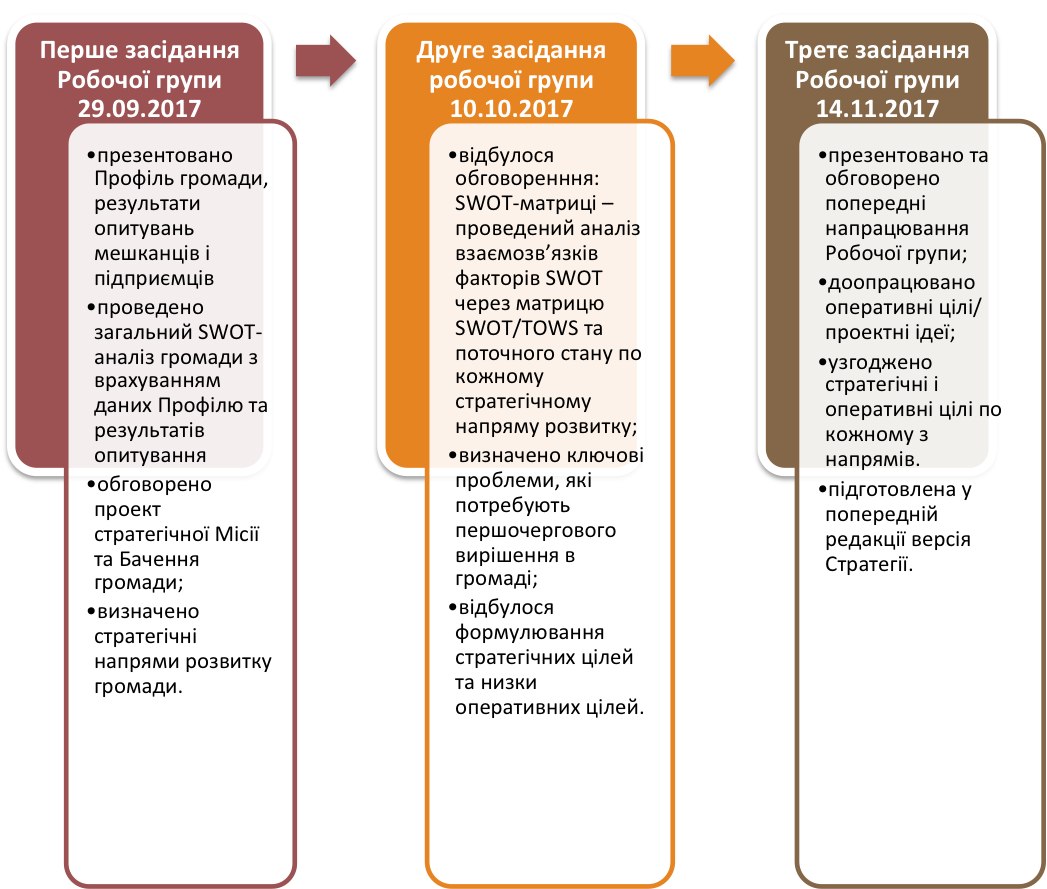 Перше засідання
Робочої групи
29.09.2017
•презентовано
Профіль громади,
результати
опитувань
мешканців і
підприємців
•проведено
загальний SWOT-
аналіз громади з
врахуванням
даних Профілю та
результатів
опитування
•обговорено
проект
стратегічної Місії
та Бачення
громади;
•визначено
стратегічні
напрями розвитку
громади.
Друге засідання
робочої групи
10.10.2017
•відбулося
обговоренння:
SWOT-матриці –
проведений аналіз
взаємозв’язків
факторів SWOT
через матрицю
SWOT/TOWS та
поточного стану по
кожному
стратегічному
напряму розвитку;
•визначено ключові
проблеми, які
потребують
першочергового
вирішення в
громаді;
•відбулося
формулювання
стратегічних цілей
та низки
оперативних цілей.
Третє засідання
Робочої групи
14.11.2017
•презентовано та
обговорено
попередні
напрацювання
Робочої групи;
•доопрацювано
оперативні цілі/
проектні ідеї;
•узгоджено
стратегічні і
оперативні цілі по
кожному з
напрямів.
•підготовлена у
попередній
редакції версія
Стратегії.